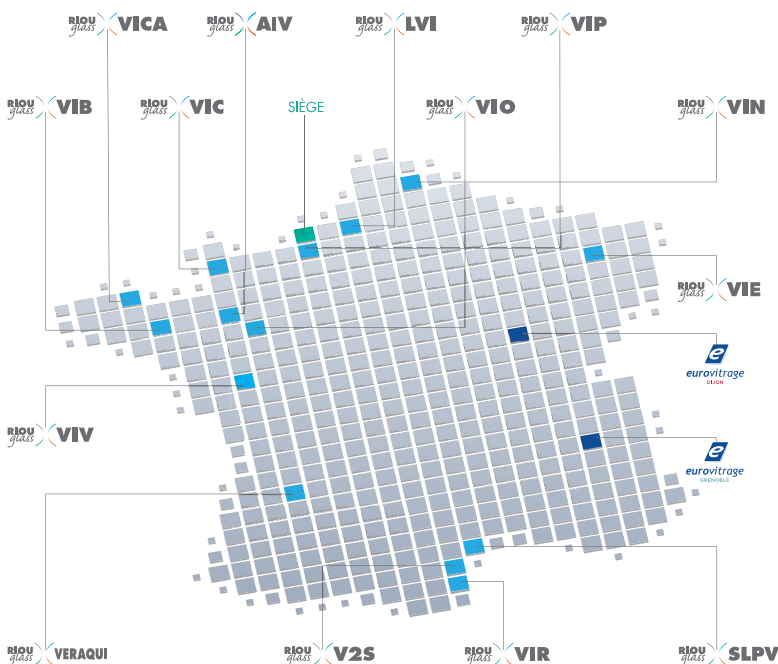 RIOU glass VICA
RIOU glass AIV
RIOU glass LVI
RIOU glass VIP
RIOU glass VIB
RIOU glass VIC
SIÈGE
RIOU glass VIO
RIOU glass VIN
RIOU glass VIE
e
eurovitrage
DIJON
RIOU glass VIV
e
eurovitrage
GRENOBLE
RIOU glass VERAQUI
RIOU glass V2S
RIOU glass VIR
RIOU glass SLPV